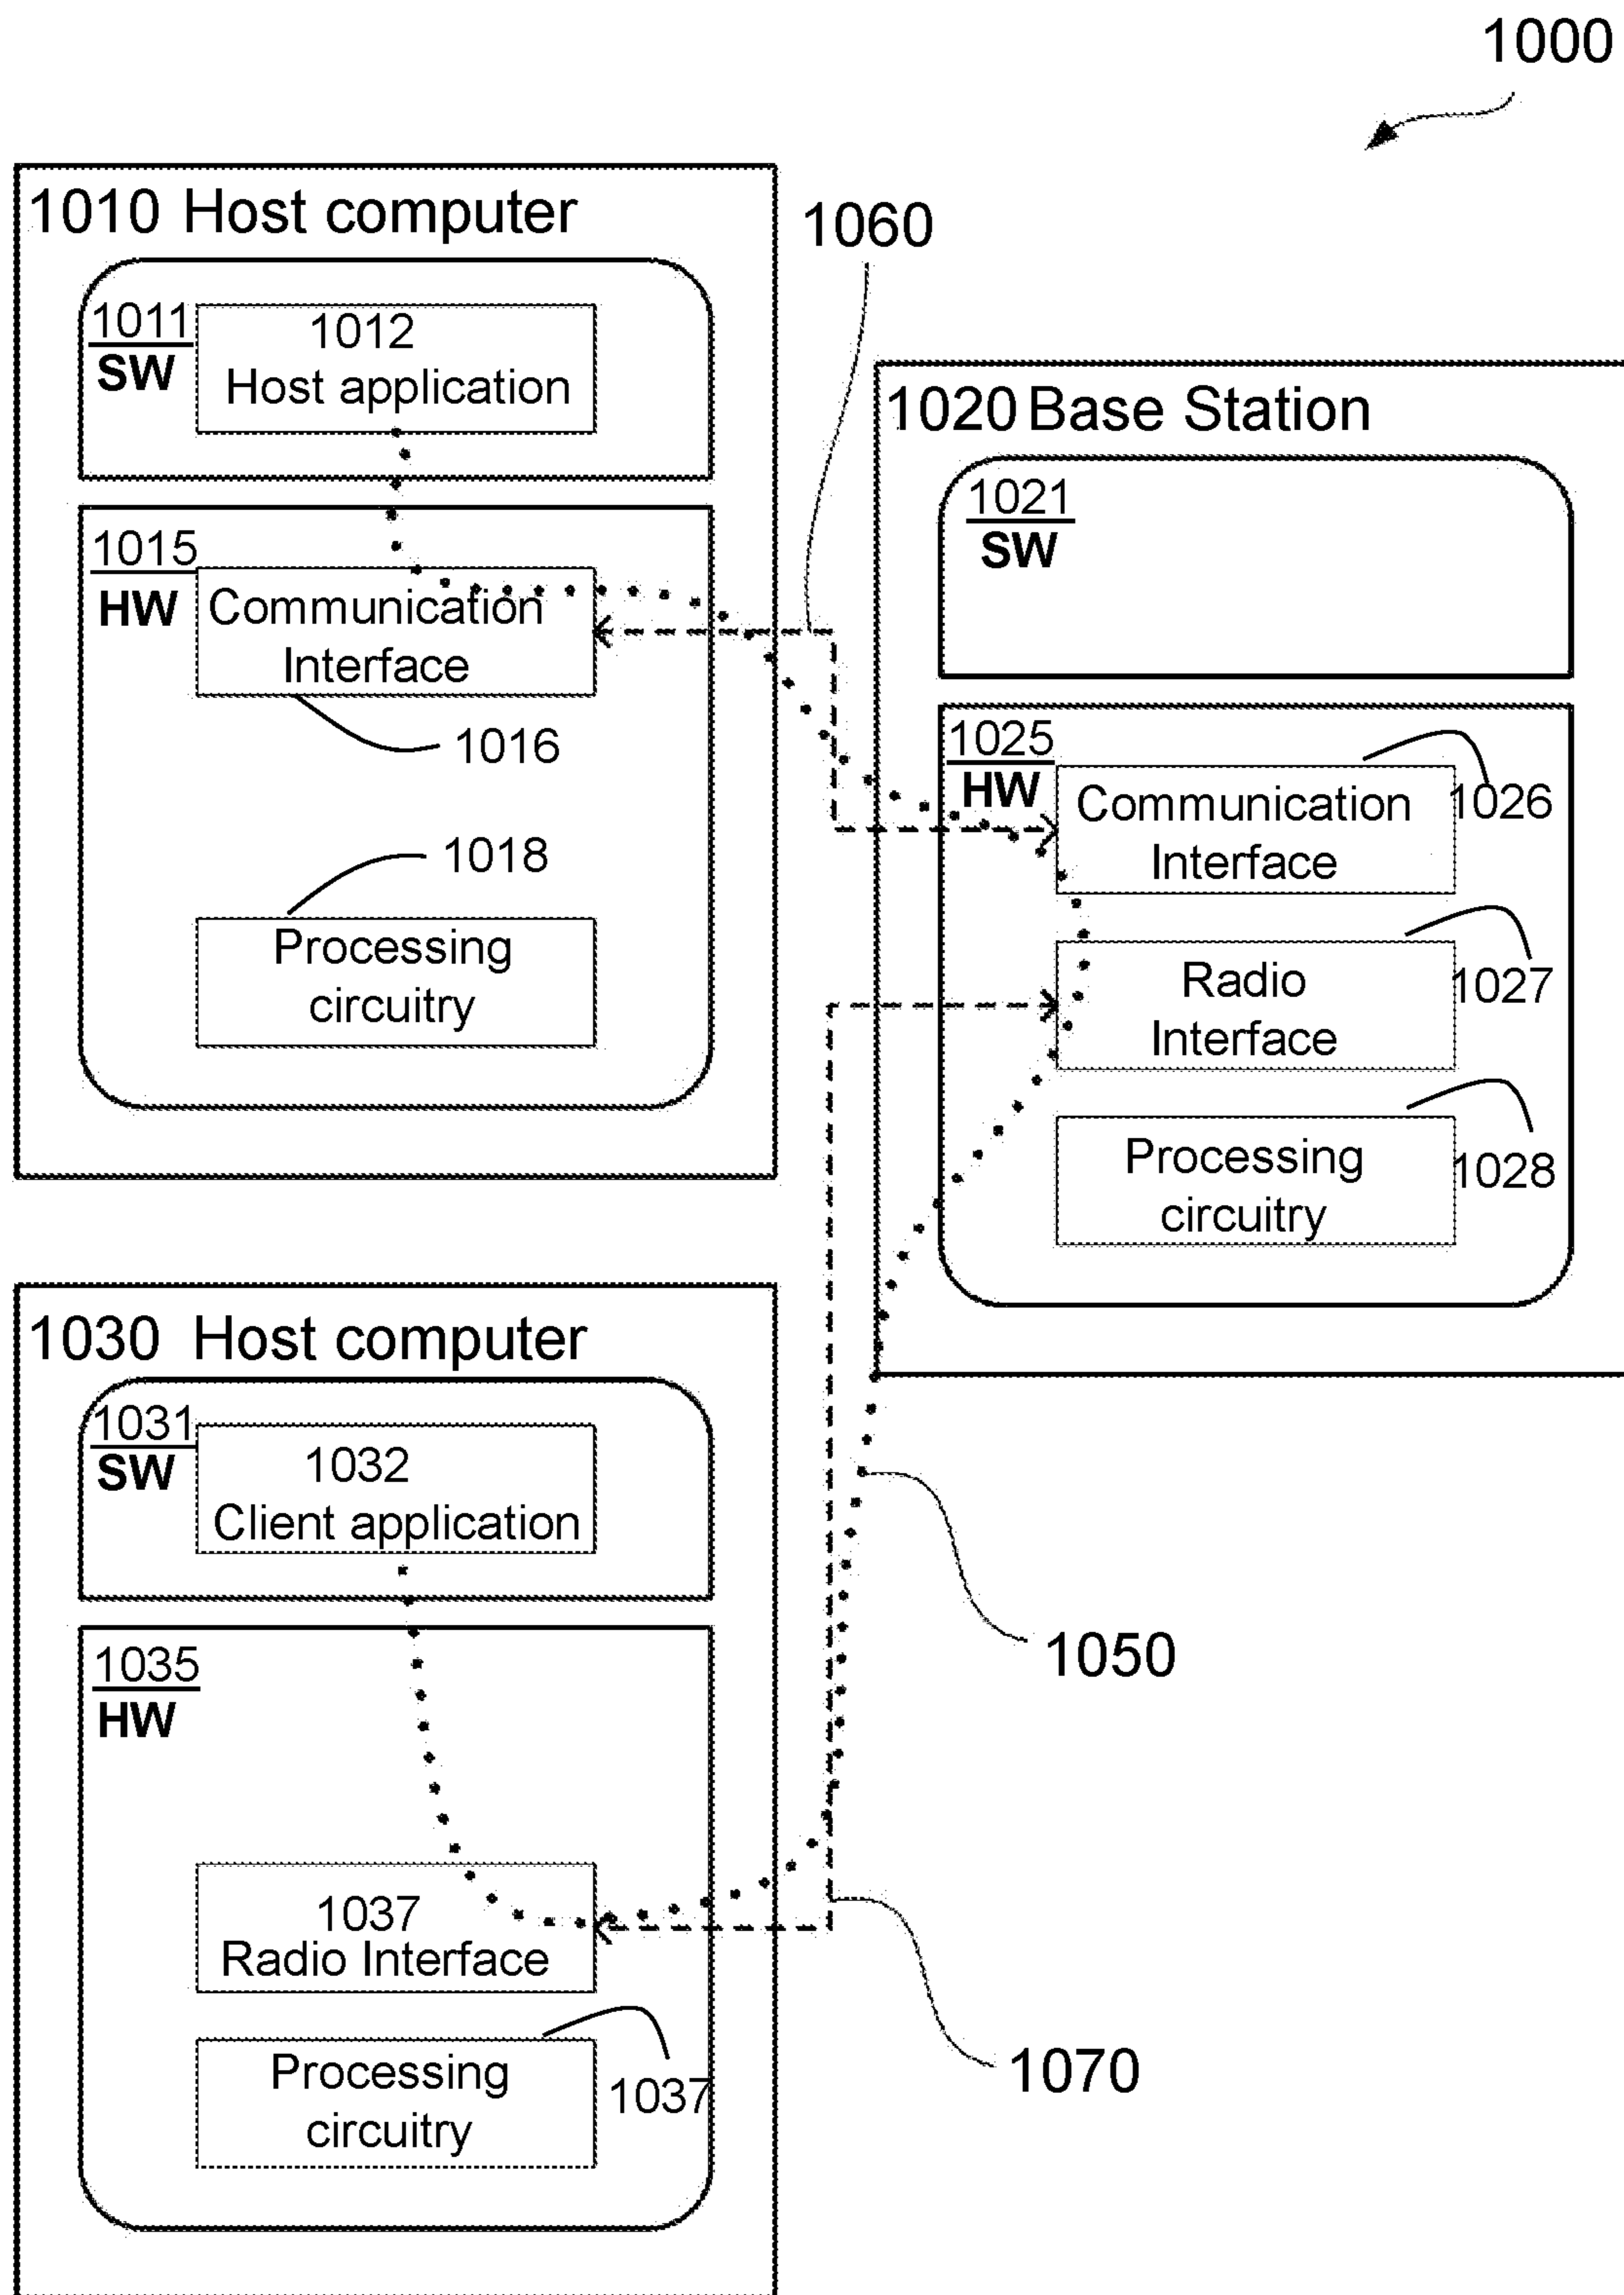 1000
1010 Host computer
1011
SW
1012
Host application
1015
HW
Communication
Interface
1016
1018
Processing
circuitry
1060
1020 Base Station
1021
SW
1025
HW
Communication
Interface
1026
Radio
Interface
1027
Processing
circuitry
1028
1030 Host computer
1031
SW
1032
Client application
1035
HW
1037
Radio Interface
Processing
circuitry
1037
1050
1070